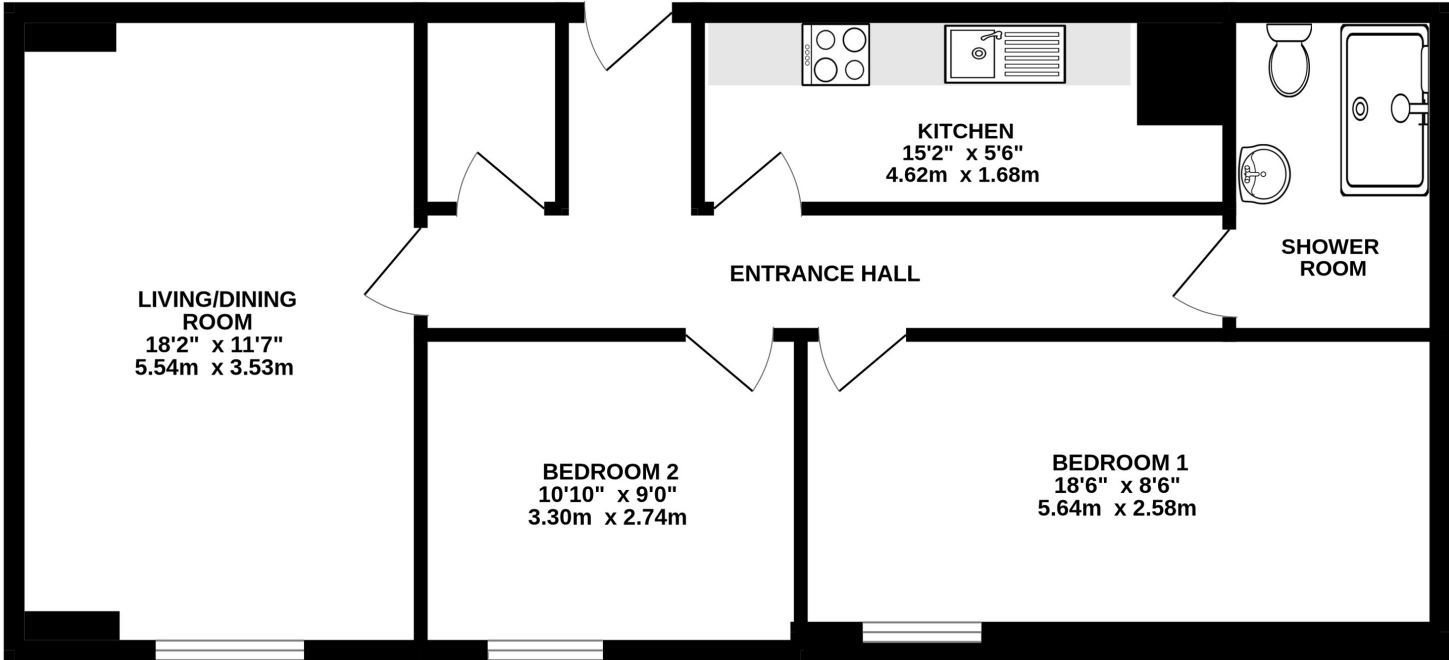 KITCHEN
15'2" x 5'6"
4.62m x 1.68m
SHOWER
ROOM
ENTRANCE HALL
LIVING/DINING
ROOM
18'2" x 11'7"
5.54m x 3.53m
BEDROOM 2
10'10" x 9'0"
3.30m x 2.74m
BEDROOM 1
18'6" x 8'6"
5.64m x 2.58m